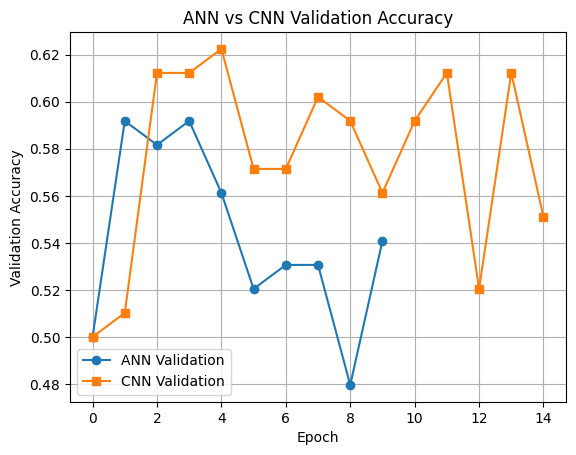 ANN vs CNN Validation Accuracy
Validation Accuracy
0.62
0.60
0.58
0.56
0.54
0.52
0.50
0.48
ANN Validation
CNN Validation
0 2 4 6 8 10 12 14
Epoch